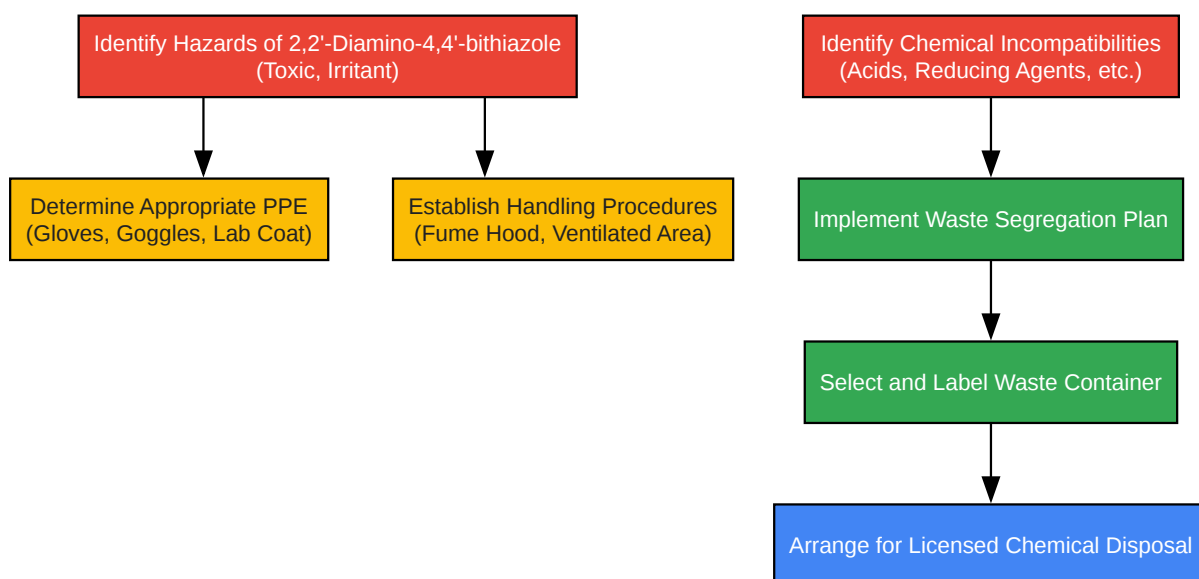 Identify Hazards of 2,2'-Diamino-4,4'-bithiazole
(Toxic, Irritant)
Identify Chemical Incompatibilities
(Acids, Reducing Agents, etc.)
Determine Appropriate PPE
(Gloves, Goggles, Lab Coat)
Establish Handling Procedures
(Fume Hood, Ventilated Area)
Implement Waste Segregation Plan
Select and Label Waste Container
Arrange for Licensed Chemical Disposal